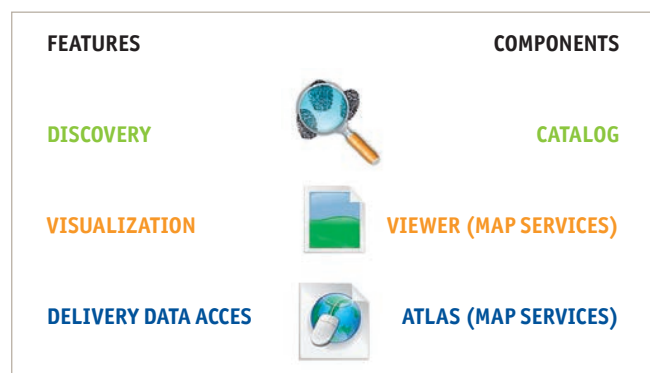 FEATURES COMPONENTS
DISCOVERY CATALOG
VISUALIZATION VIEWER (MAP SERVICES)
DELIVERY DATA ACCES ATLAS (MAP SERVICES)